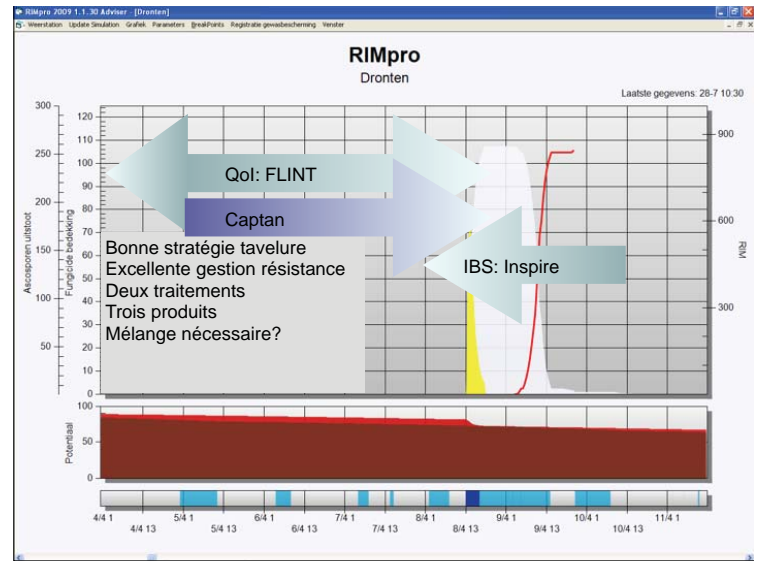 RIMpro 2009 1.1.30 Adviser - [Dronten]
Weerstation Update Simulation Grafiek Parameters BreakPoints Registratie gewasbescherming Venster
RIMpro
Dronten
Laatste gegevens: 28-7 10:30
300
250
200
150
100
50
Ascosporen uitstoot
120
110
100
90
80
70
60
50
40
30
20
10
0
Fungicide bedekking
900
600
300
RIM
QoI: FLINT
Captan
IBS: Inspire
Bonne stratégie tavelure
Excellente gestion résistance
Deux traitements
Trois produits
Mélange nécessaire?
100
50
0
Potentiaal
4/4 1 5/4 1 6/4 1 7/4 1 8/4 1 9/4 1 10/4 1 11/4 1
4/4 13 5/4 13 6/4 13 7/4 13 8/4 13 9/4 13 10/4 13